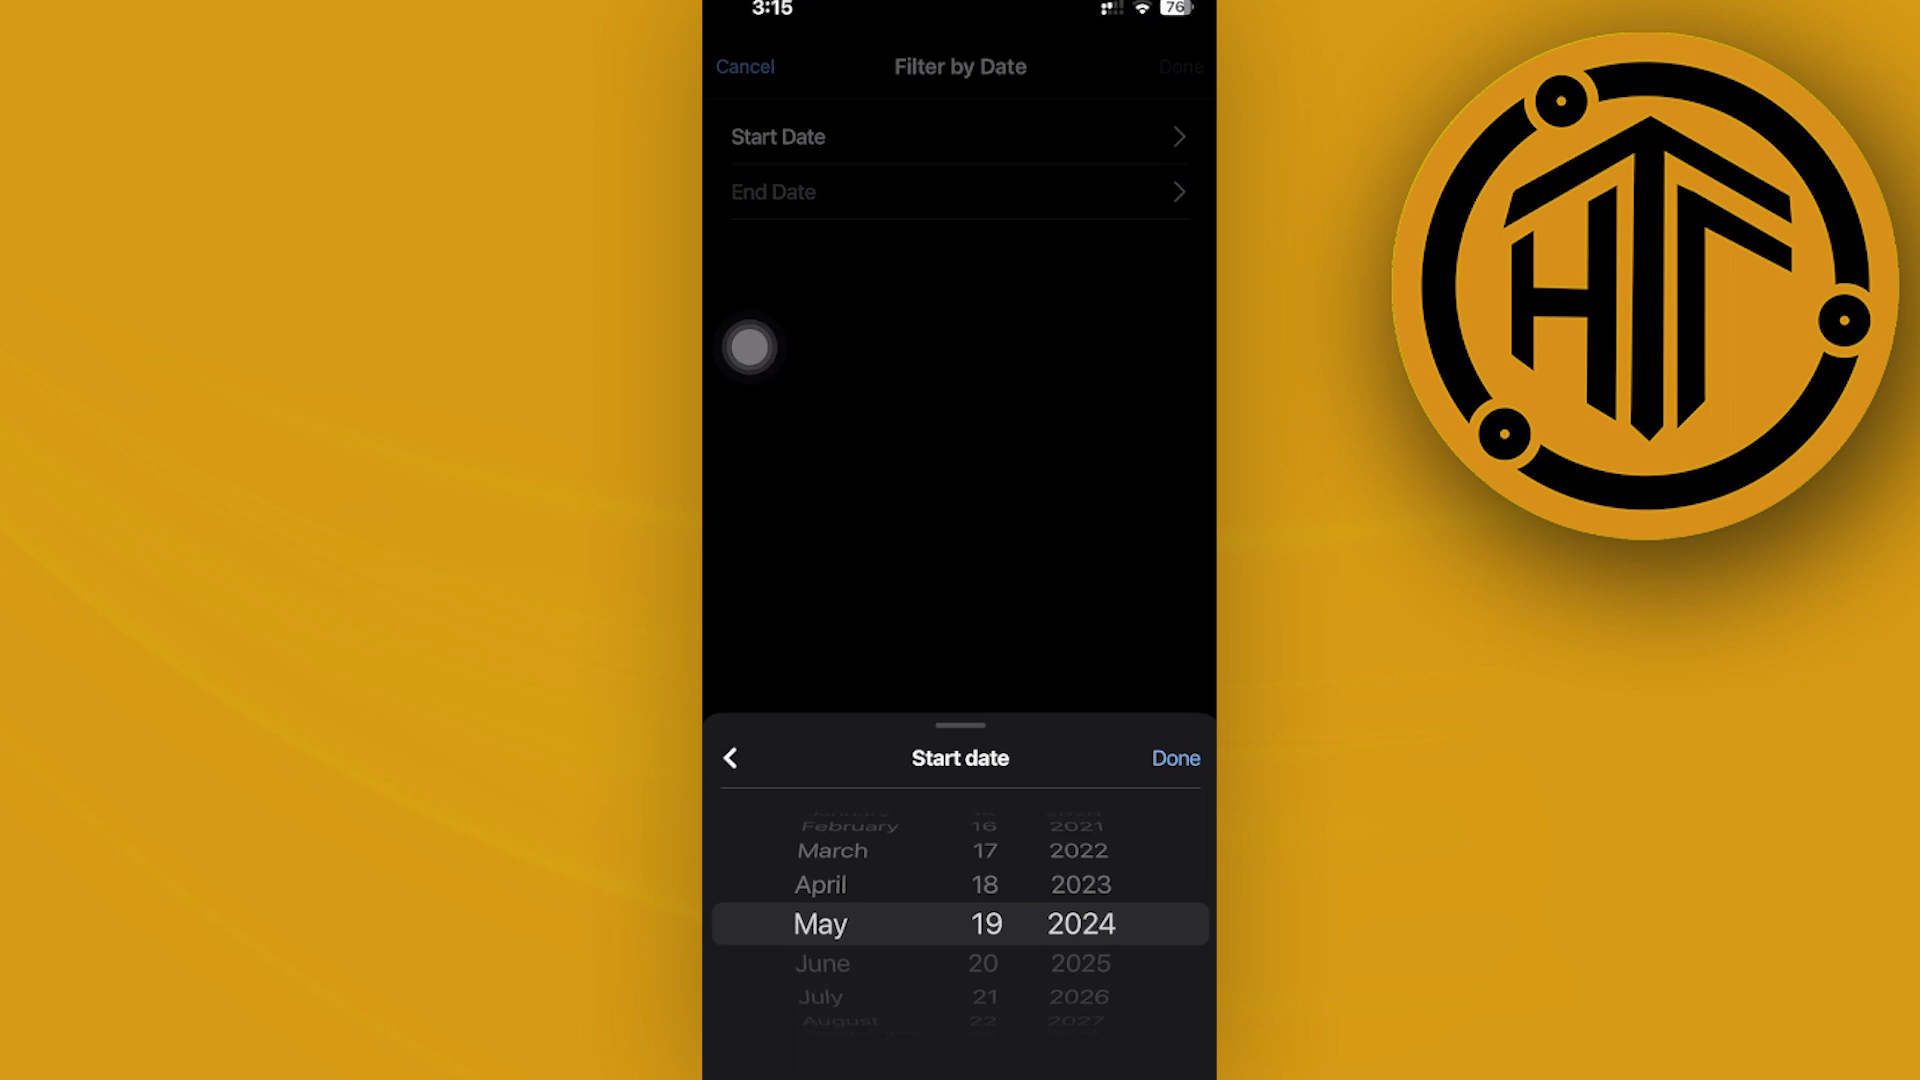 3:15 76
Cancel Filter by Date Done
Start Date
End Date
Start date Done
February 16 2021
March 17 2022
April 18 2023
May 19 2024
June 20 2025
July 21 2026
August 22 2027
HTF